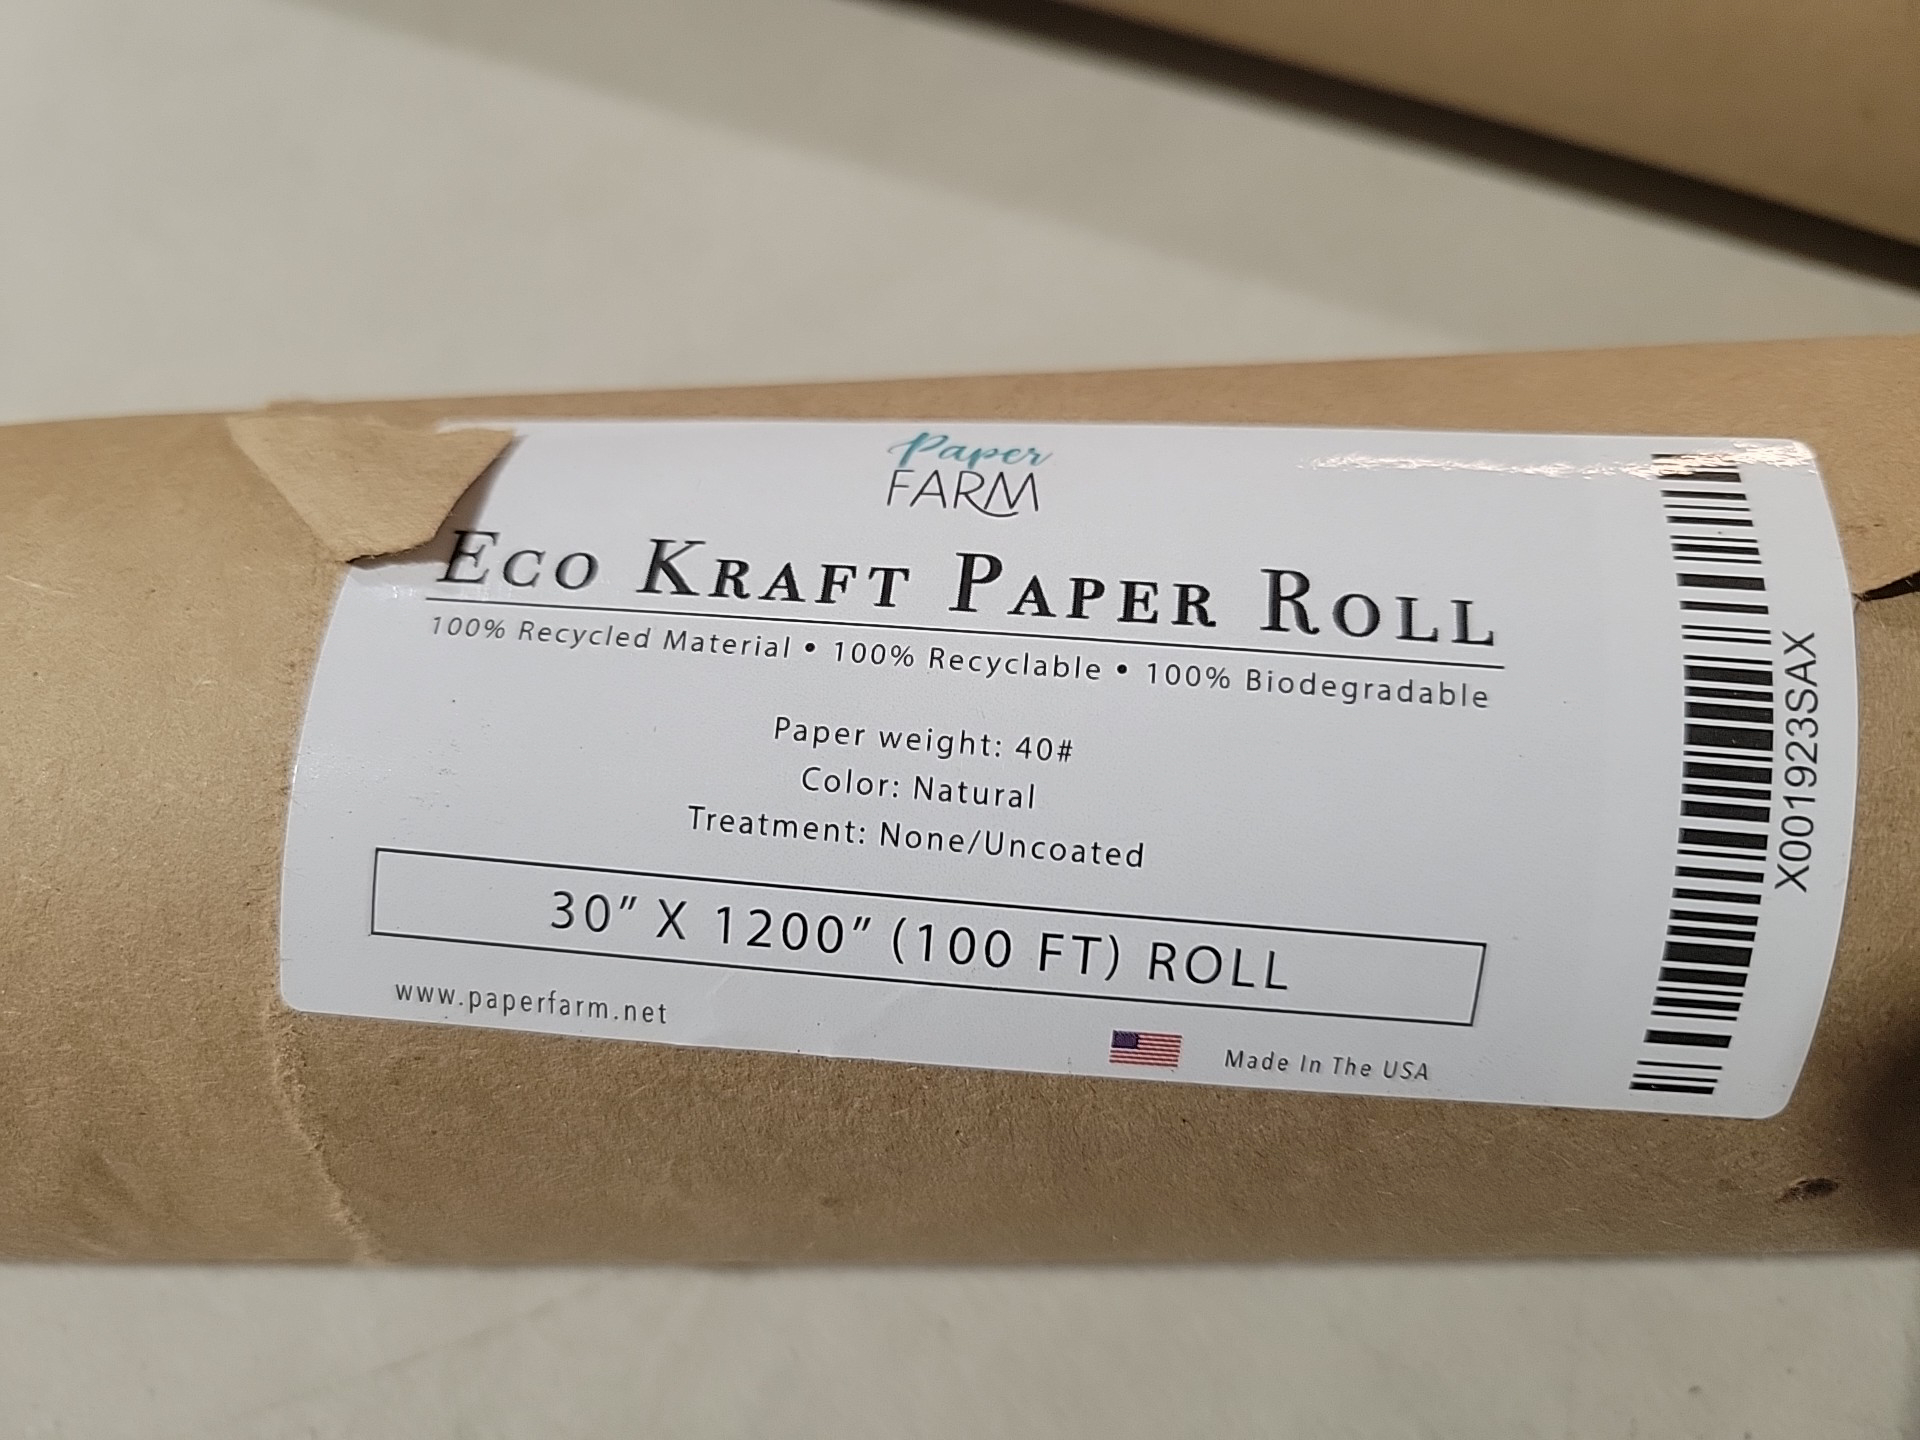 Paper
FARM
ECO KRAFT PAPER ROLL
100% Recycled Material • 100% Recyclable • 100% Biodegradable
Paper weight: 40#
Color: Natural
Treatment: None/Uncoated
30” X 1200” (100 FT) ROLL
www.paperfarm.net
Made In The USA
X001923SAX